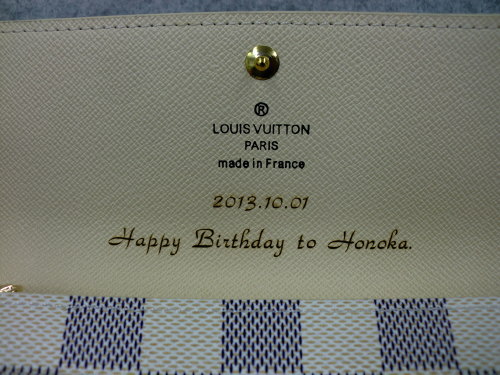 ®
LOUIS VUITTON
PARIS
made in France
2013.10.01
Happy Birthday to Honoka.